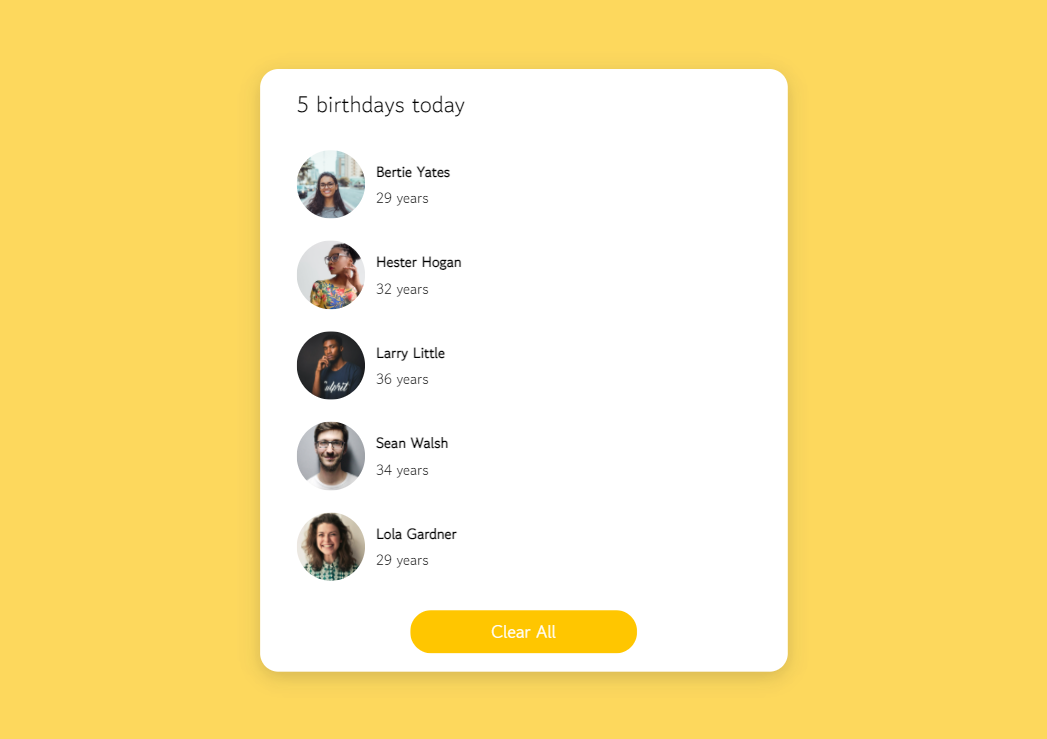 5 birthdays today
Bertie Yates
29 years
Hester Hogan
32 years
Larry Little
36 years
Sean Walsh
34 years
Lola Gardner
29 years
Clear All